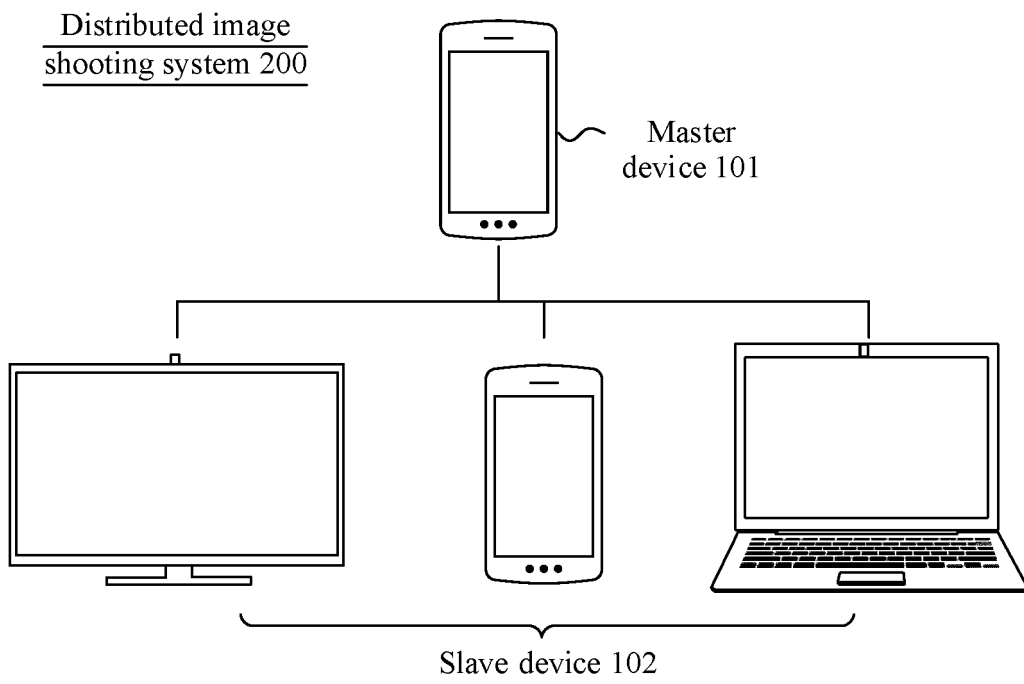 Distributed image
shooting system 200
Master
device 101
Slave device 102